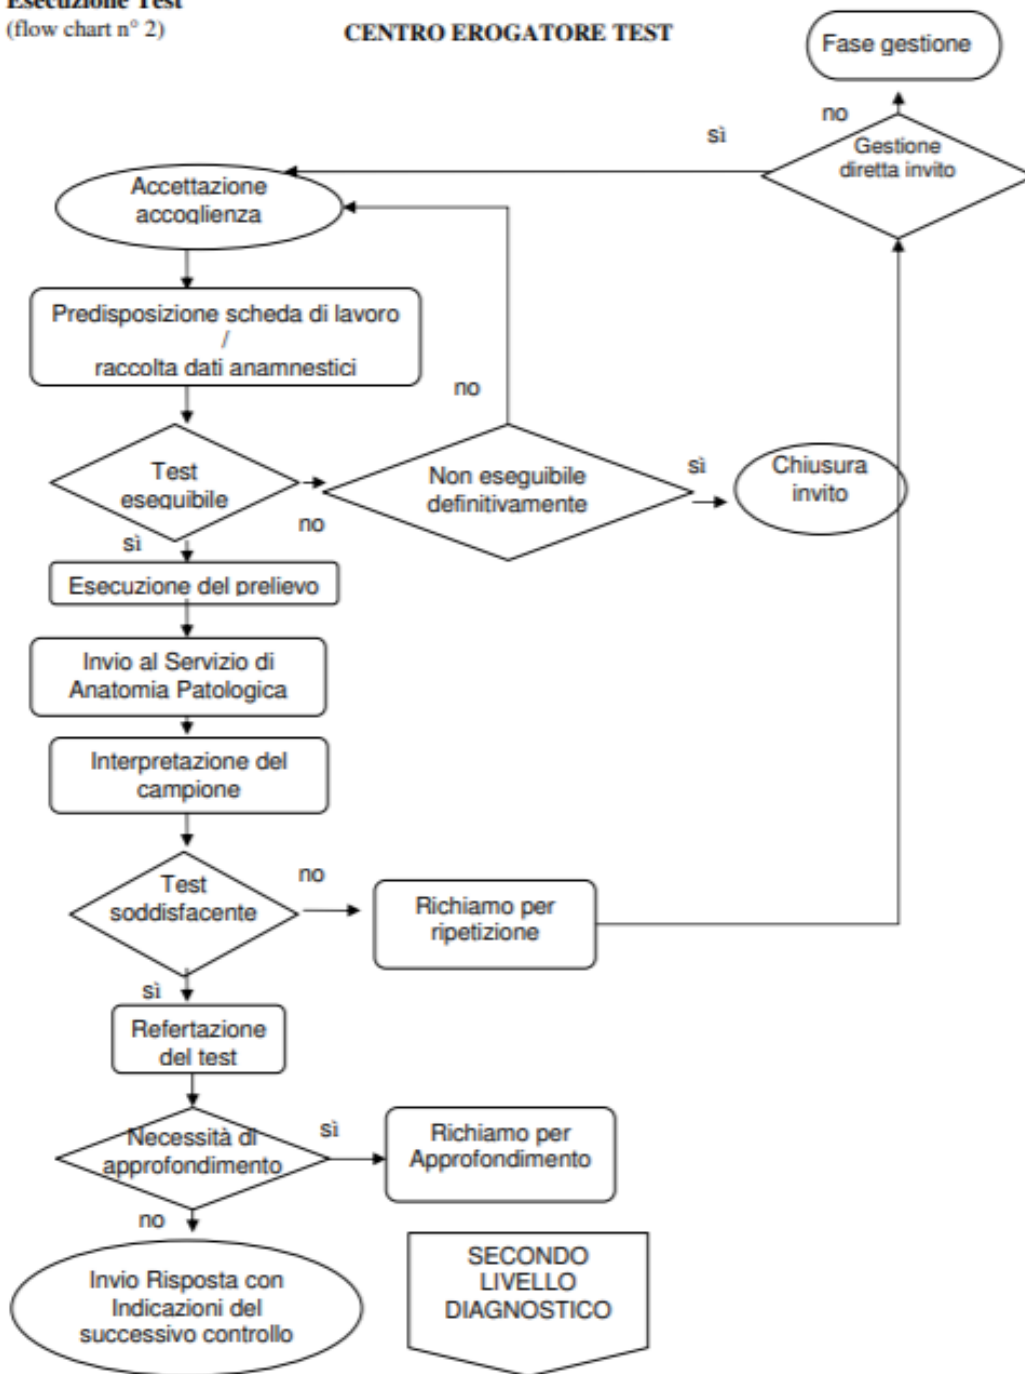 Esecuzione Test
(flow chart n° 2)
CENTRO EROGATORE TEST
Fase gestione
no
sì
Gestione
diretta invito
Accettazione
accoglienza
Predisposizione scheda di lavoro
/
raccolta dati anamnestici
no
Test
eseguibile
no
sì
Non eseguibile
definitivamente
sì
Chiusura
invito
Esecuzione del prelievo
Invio al Servizio di
Anatomia Patologica
Interpretazione del
campione
Test
soddisfacente
no
Richiamo per
ripetizione
sì
Refertazione
del test
Necessità di
approfondimento
sì
Richiamo per
Approfondimento
no
Invio Risposta con
Indicazioni del
successivo controllo
SECONDO
LIVELLO
DIAGNOSTICO